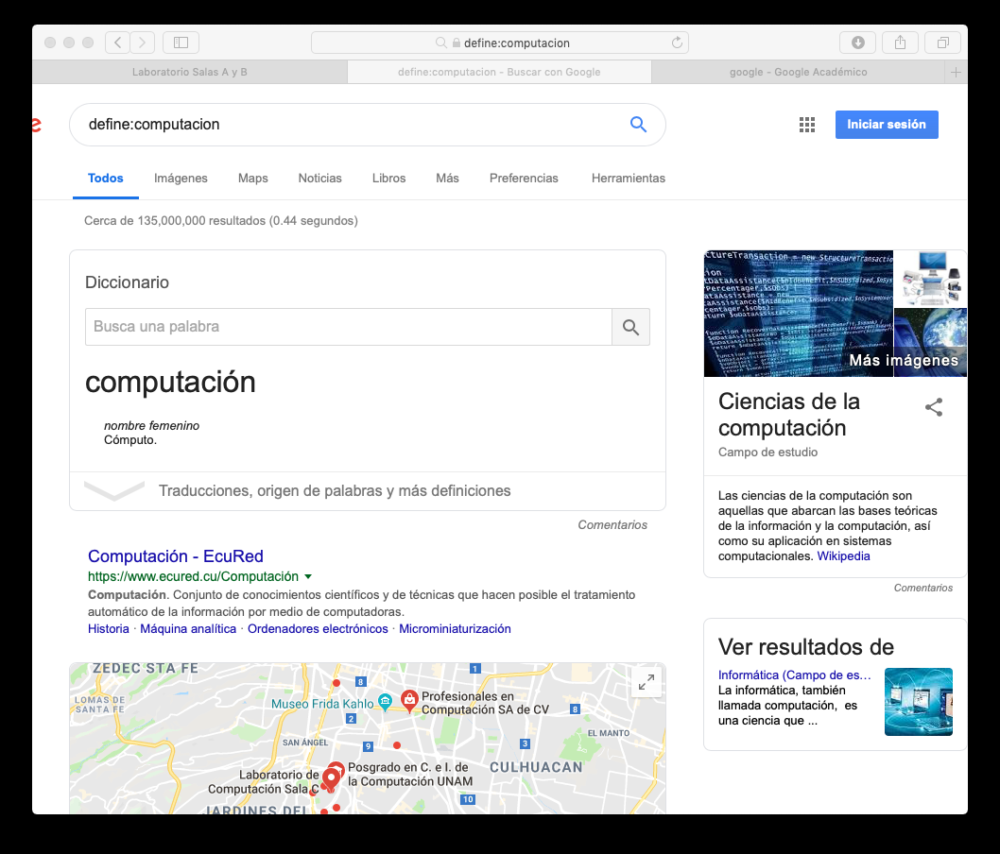 define:computacion
Laboratorio Salas A y B
define:computacion - Buscar con Google
google - Google Académico
e
define:computacion
Iniciar sesión
Todos
Imágenes
Maps
Noticias
Libros
Más
Preferencias
Herramientas
Cerca de 135,000,000 resultados (0.44 segundos)
Diccionario
Busca una palabra
computación
nombre femenino
Cómputo.
Traducciones, origen de palabras y más definiciones
Comentarios
Computación - EcuRed
https://www.ecured.cu/Computación
Computación. Conjunto de conocimientos científicos y de técnicas que hacen posible el tratamiento
automático de la información por medio de computadoras.
Historia · Máquina analítica · Ordenadores electrónicos · Microminiaturización
ZEDEC STA FE
LOMAS DE
SANTA FE
1
8
Museo Frida Kahlo
Profesionales en
Computación SA de CV
8
2
EL MANTO
SAN ÁNGEL
9
3
CULHUACAN
Laboratorio de
Computación Sala C
Posgrado en C. e I. de
la Computación UNAM
10
JARDINES DEL
Más imágenes
Ciencias de la
computación
Campo de estudio
Las ciencias de la computación son
aquellas que abarcan las bases teóricas
de la información y la computación, así
como su aplicación en sistemas
computacionales. Wikipedia
Comentarios
Ver resultados de
Informática (Campo de es…
La informática, también
llamada computación, es
una ciencia que ...